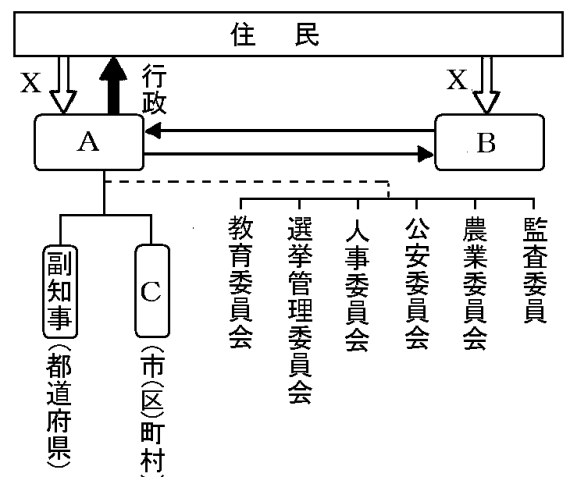 住民
X
行政
X
A
B
副知事
(都道府県)
C
(市(区)町村)
教育委員会
選挙管理委員会
人事委員会
公安委員会
農業委員会
監査委員